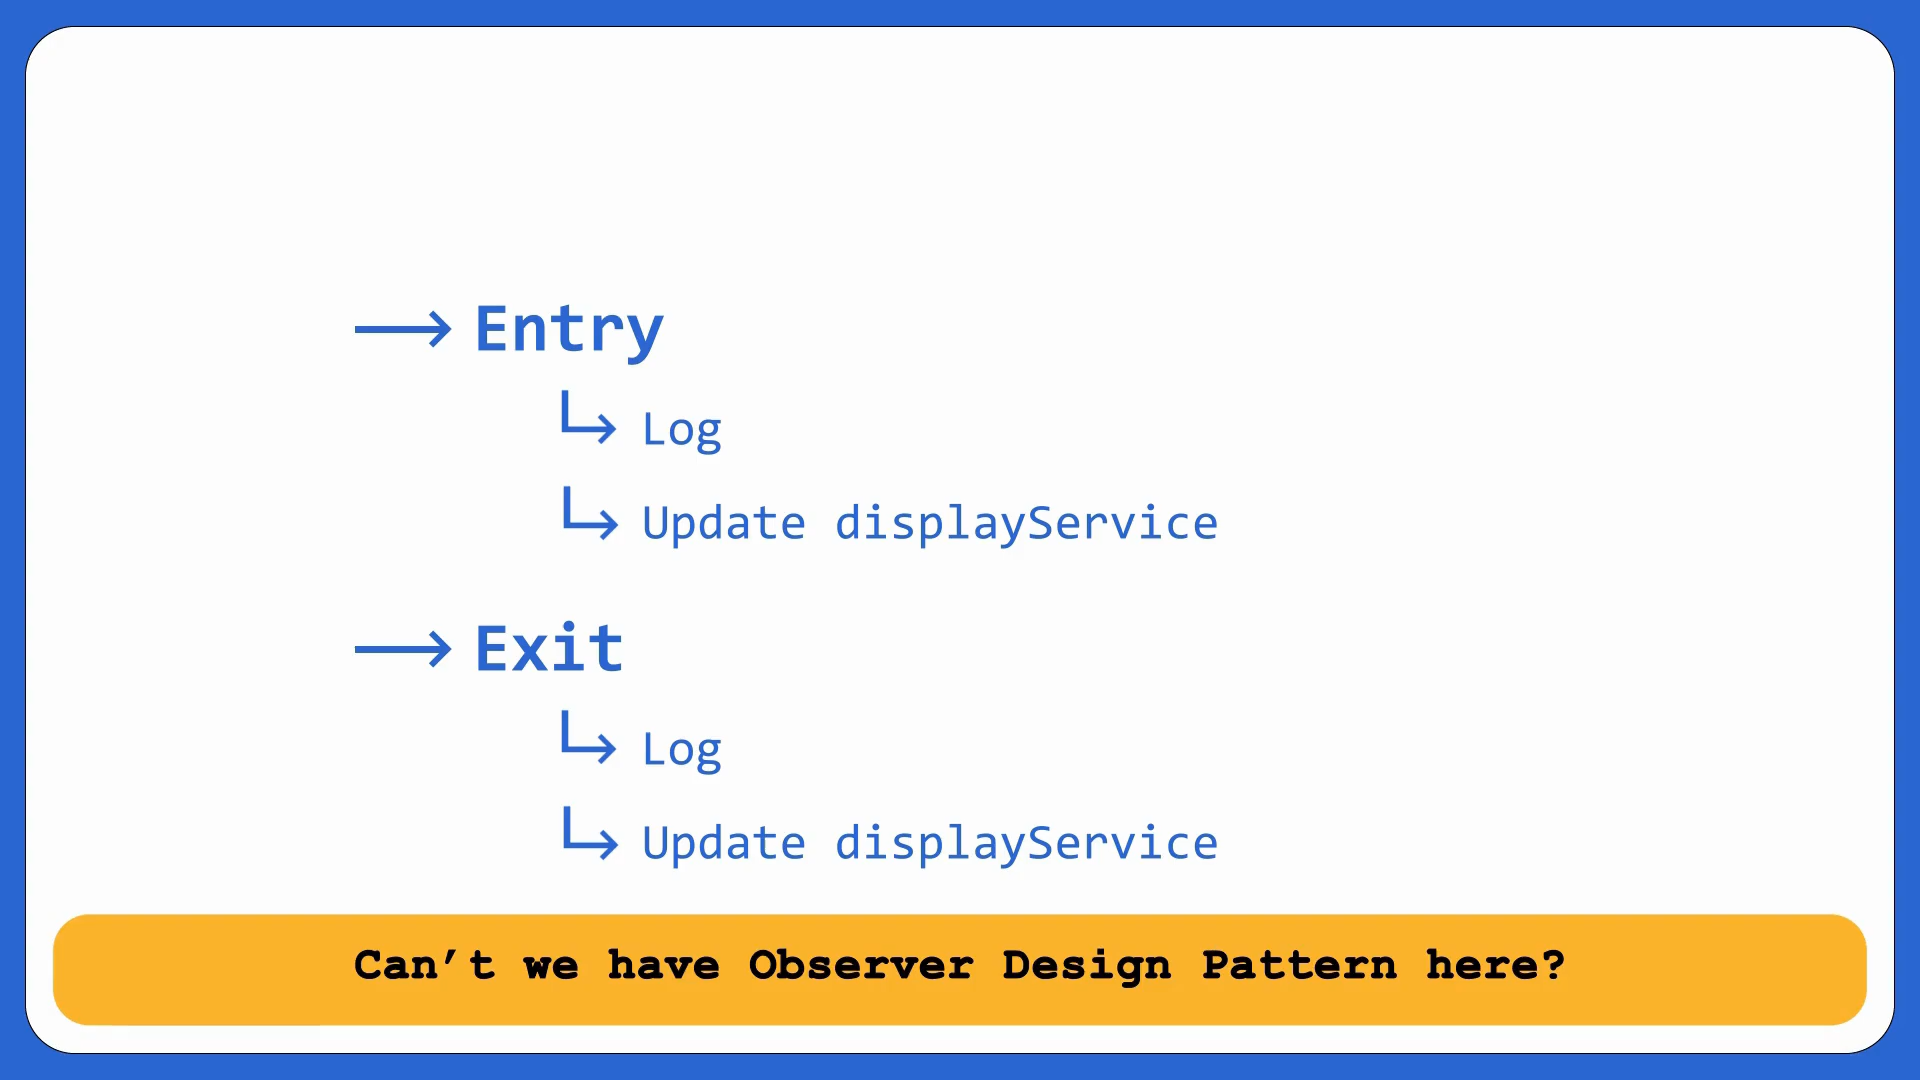 Entry
Log
Update displayService
Exit
Log
Update displayService
Can’t we have Observer Design Pattern here?